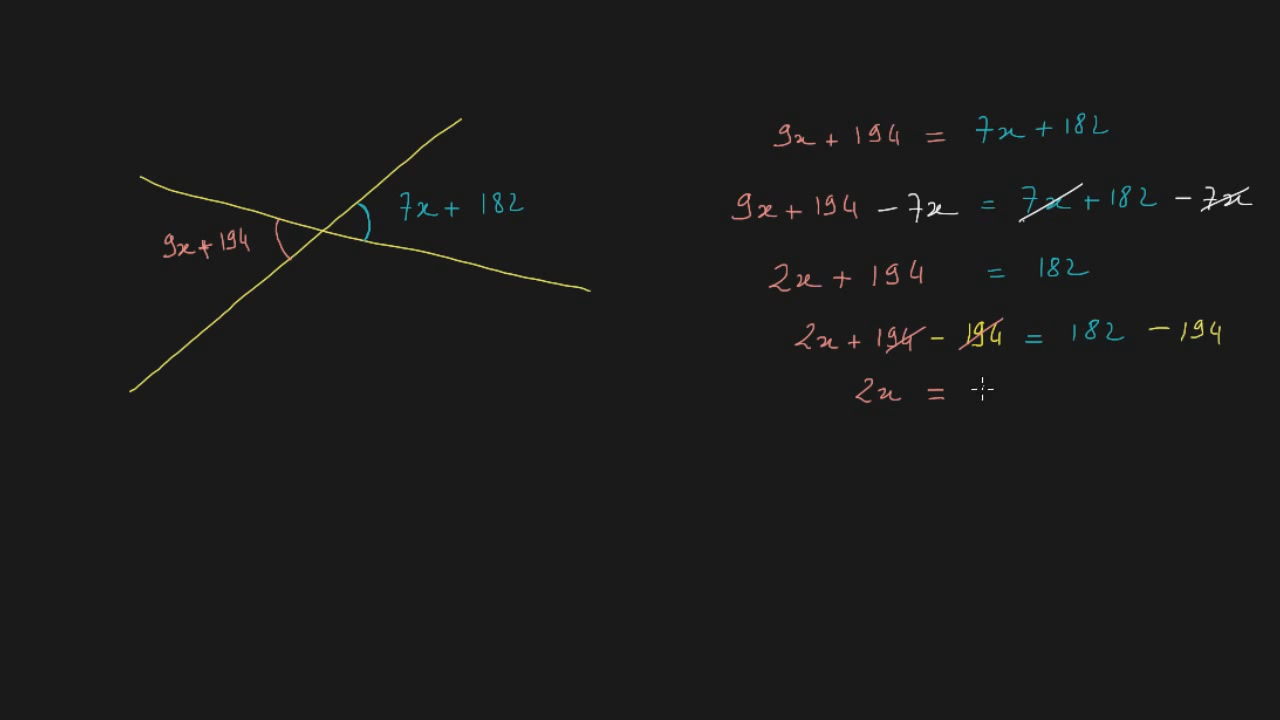 9x + 194
7x + 182
9x + 194 = 7x + 182
9x + 194 - 7x = 7x + 182 - 7x
2x + 194 = 182
2x + 194 - 194 = 182 - 194
2x =